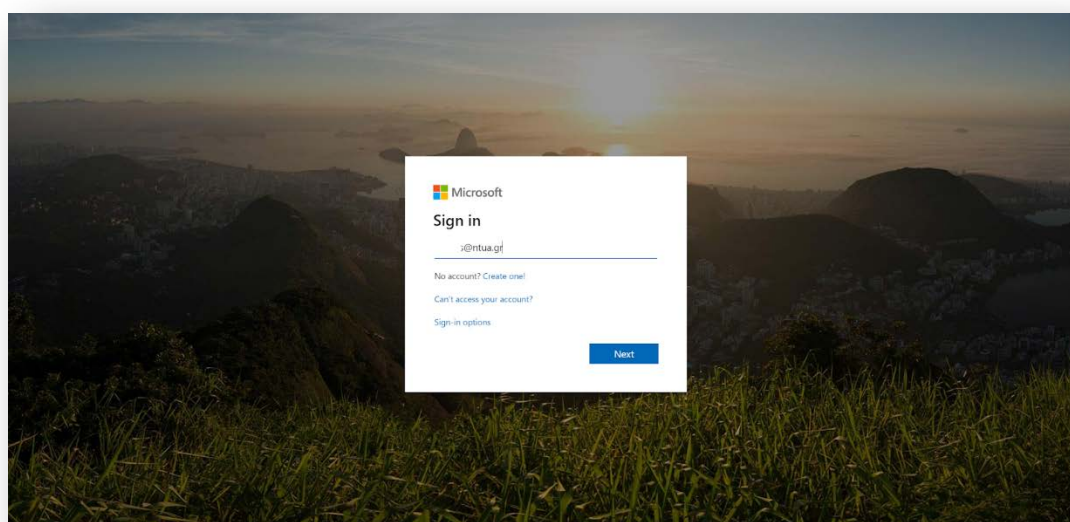 Microsoft
Sign in
s@ntua.gr
No account? Create one!
Can't access your account?
Sign-in options
Next